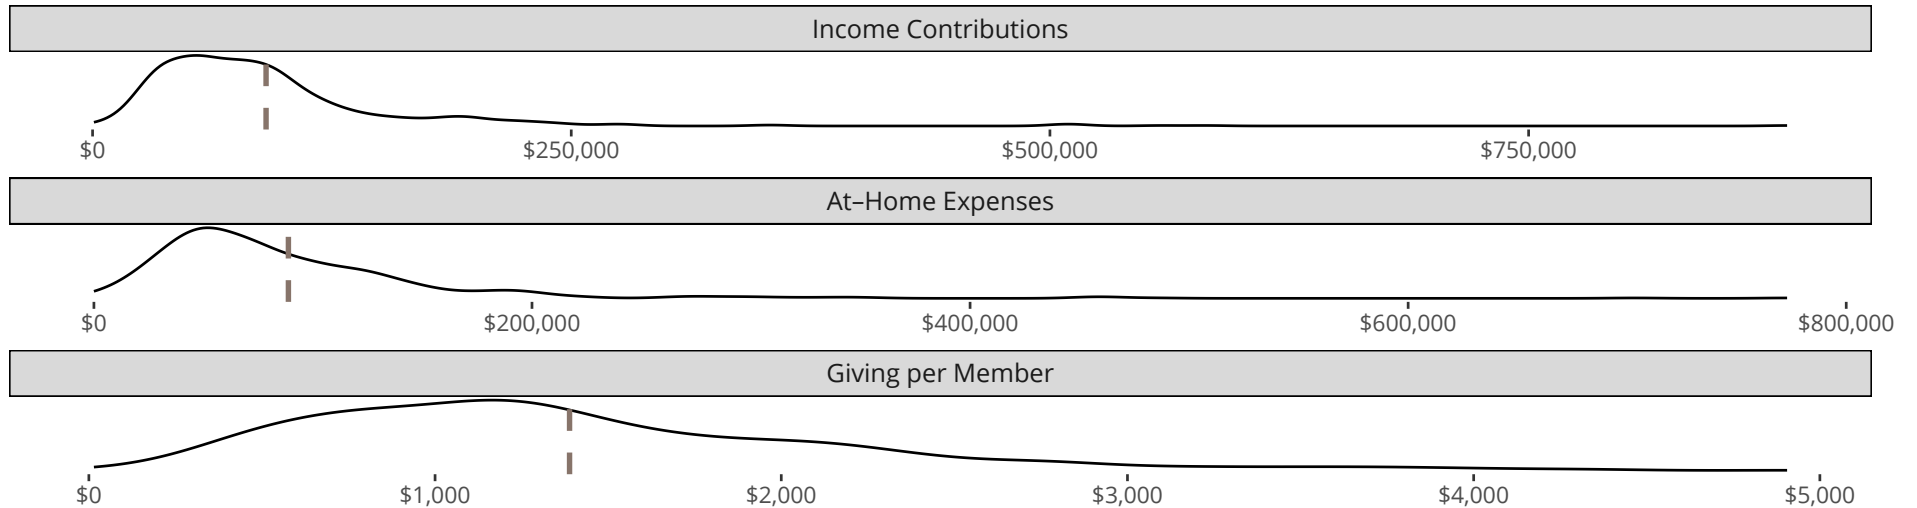 Income Contributions
$0 $250,000 $500,000 $750,000
At–Home Expenses
$0 $200,000 $400,000 $600,000 $800,000
Giving per Member
$0 $1,000 $2,000 $3,000 $4,000 $5,000